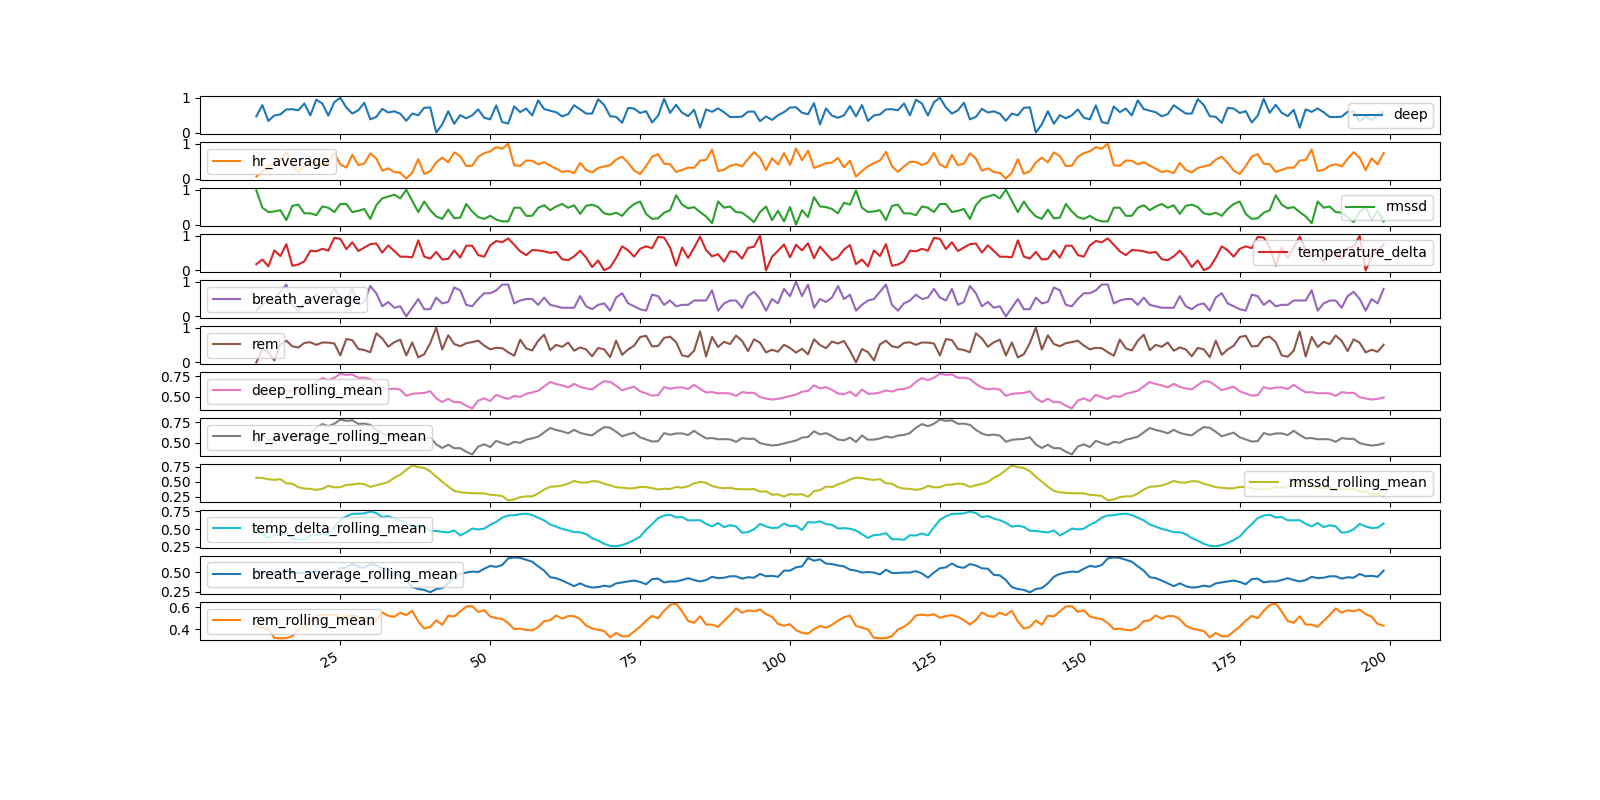 1
0
deep
1
0
hr_average
1
0
rmssd
1
0
temperature_delta
1
0
breath_average
1
0
rem
0.75
0.50
deep_rolling_mean
0.75
0.50
hr_average_rolling_mean
0.75
0.50
0.25
rmssd_rolling_mean
0.75
0.50
0.25
temp_delta_rolling_mean
0.50
0.25
breath_average_rolling_mean
0.6
0.4
rem_rolling_mean
25 50 75 100 125 150 175 200